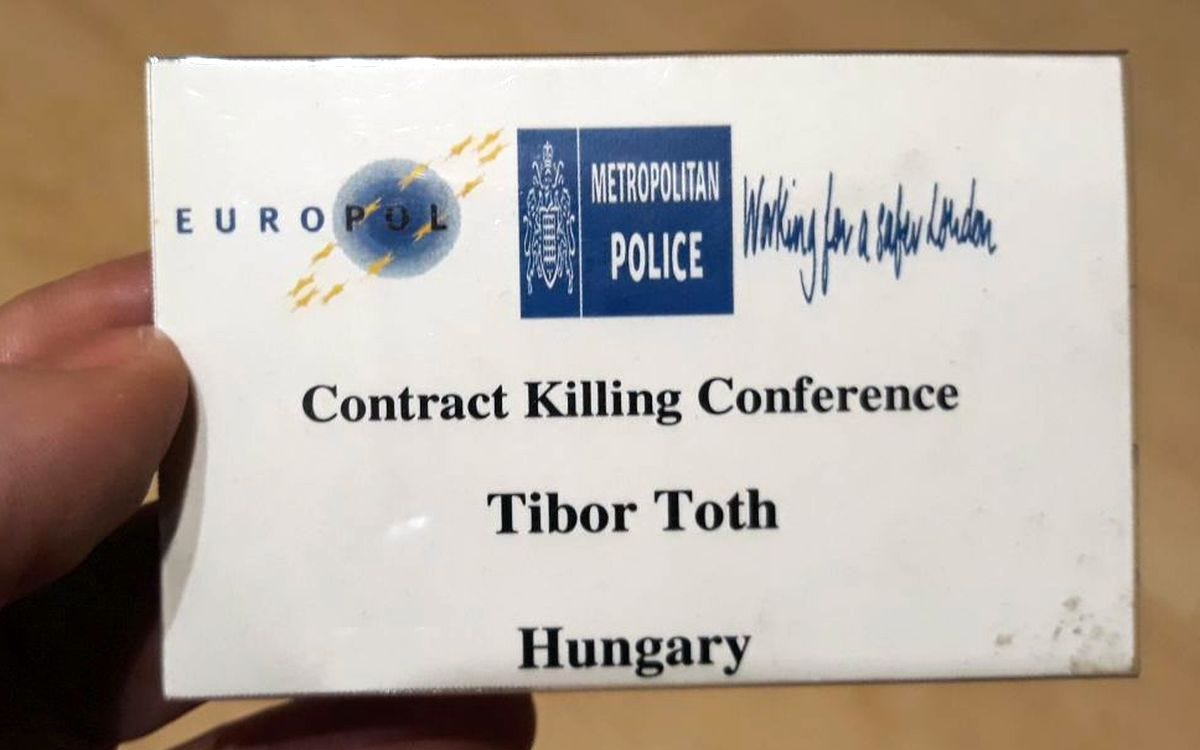 EUROPOL
METROPOLITAN
POLICE
Working for a safer London
Contract Killing Conference
Tibor Toth
Hungary